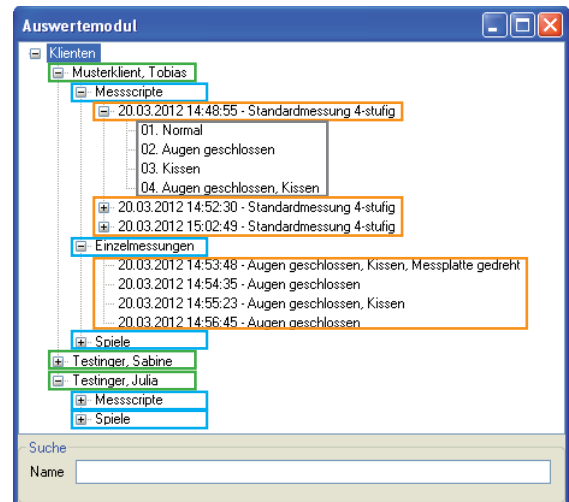 Auswertemodul
Klienten
Musterklient, Tobias
Messscripte
20.03.2012 14:48:55 - Standardmessung 4-stufig
01. Normal
02. Augen geschlossen
03. Kissen
04. Augen geschlossen, Kissen
20.03.2012 14:52:30 - Standardmessung 4-stufig
20.03.2012 15:02:49 - Standardmessung 4-stufig
Einzelmessungen
20.03.2012 14:53:48 - Augen geschlossen, Kissen, Messplatte gedreht
20.03.2012 14:54:35 - Augen geschlossen
20.03.2012 14:55:23 - Augen geschlossen, Kissen
20.03.2012 14:56:45 - Augen geschlossen
Spiele
Testinger, Sabine
Testinger, Julia
Messscripte
Spiele
Suche
Name